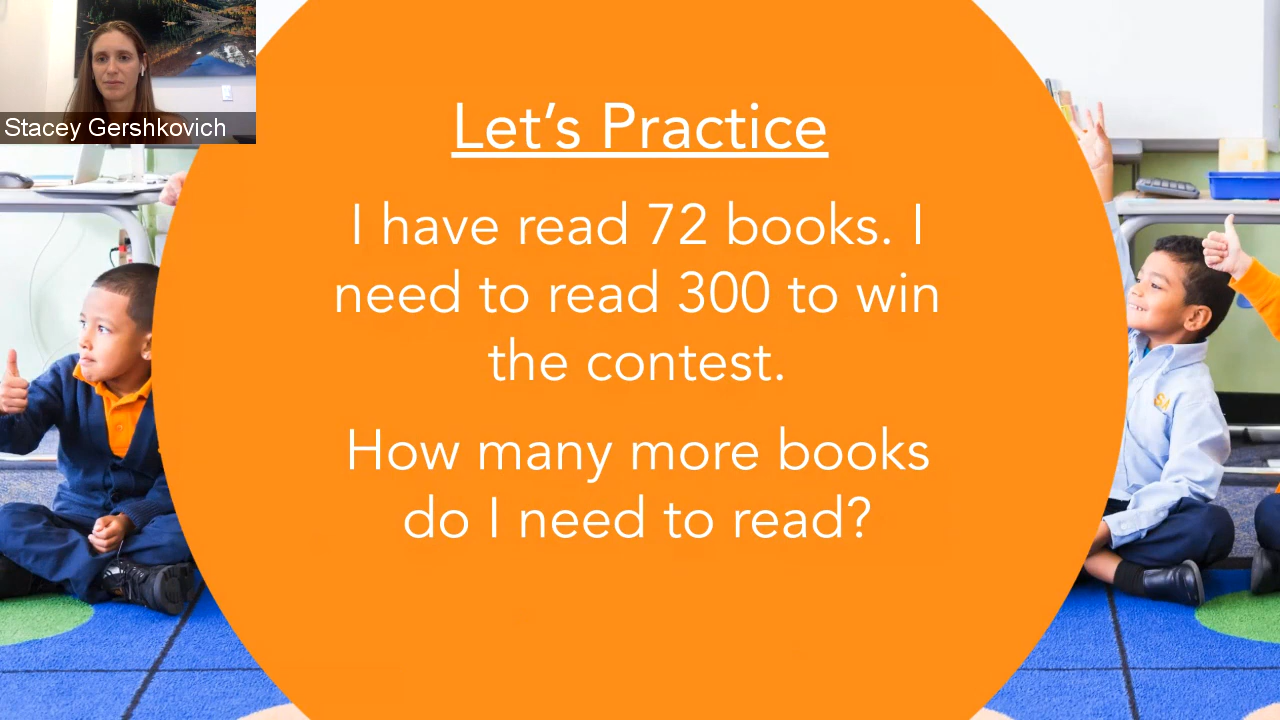 Stacey Gershkovich
Let’s Practice
I have read 72 books. I
need to read 300 to win
the contest.
How many more books
do I need to read?